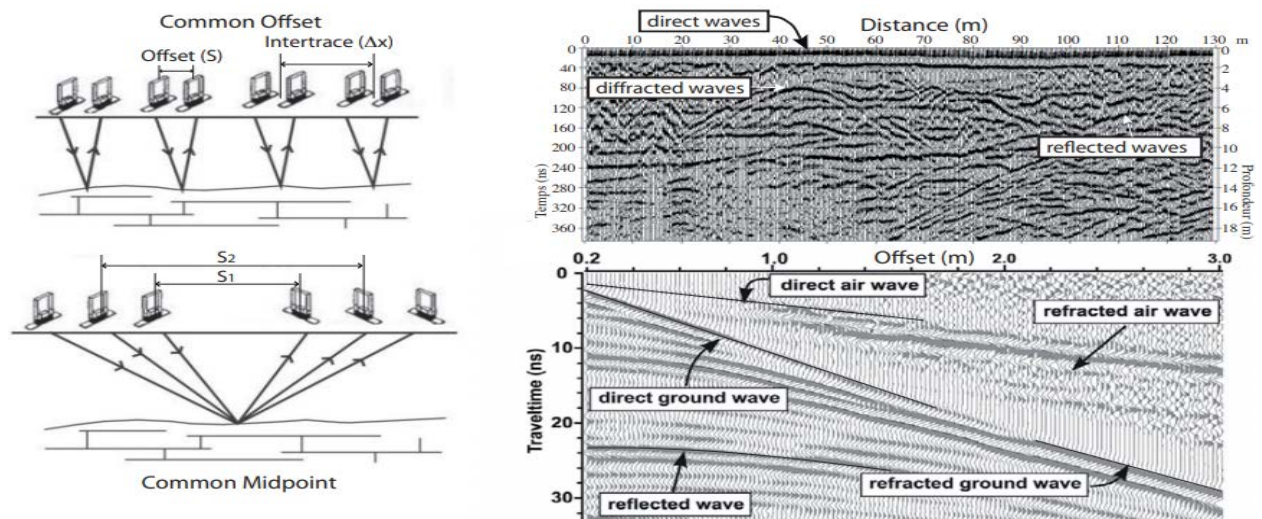 Common Offset
Offset (S)
Intertrace (Δx)
S2
S1
Common Midpoint
direct waves
Distance (m)
0 10 20 30 40 50 60 70 80 90 100 110 120 130 m
Temps (ns)
0
40
80
120
160
200
240
280
320
360
diffracted waves
reflected waves
0
2
4
6
8
10
12
14
16
18
Profondeur (m)
0.2 1.0 Offset (m) 2.0 3.0
Traveltime (ns)
0
10
20
30
direct air wave
refracted air wave
direct ground wave
refracted ground wave
reflected wave